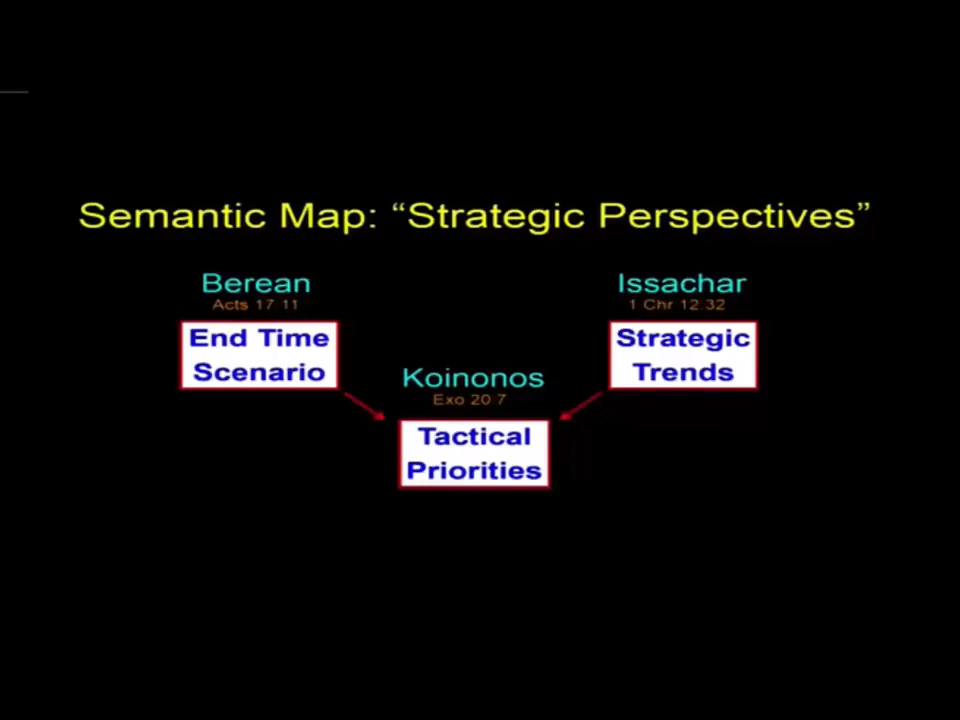 Semantic Map: “Strategic Perspectives”
Berean
Acts 17 11
End Time
Scenario
Issachar
1 Chr 12.32
Strategic
Trends
Koinonos
Exo 20 7
Tactical
Priorities